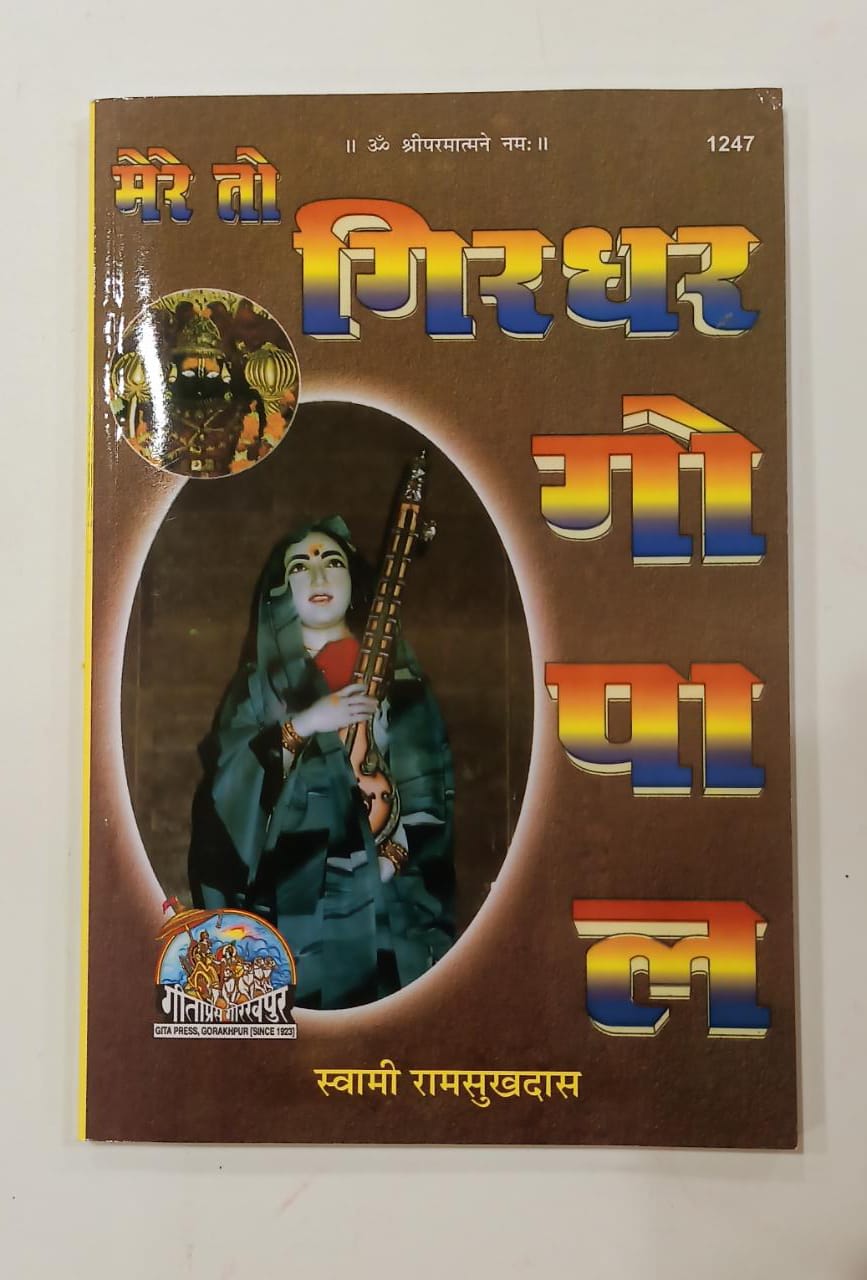 ॥ ॐ श्रीपरमात्मने नमः॥
1247
मेरे तो
गिरधर
गो
पा
ल
गीताप्रेस गोरखपुर
GITA PRESS, GORAKHPUR [SINCE 1923]
स्वामी रामसुखदास